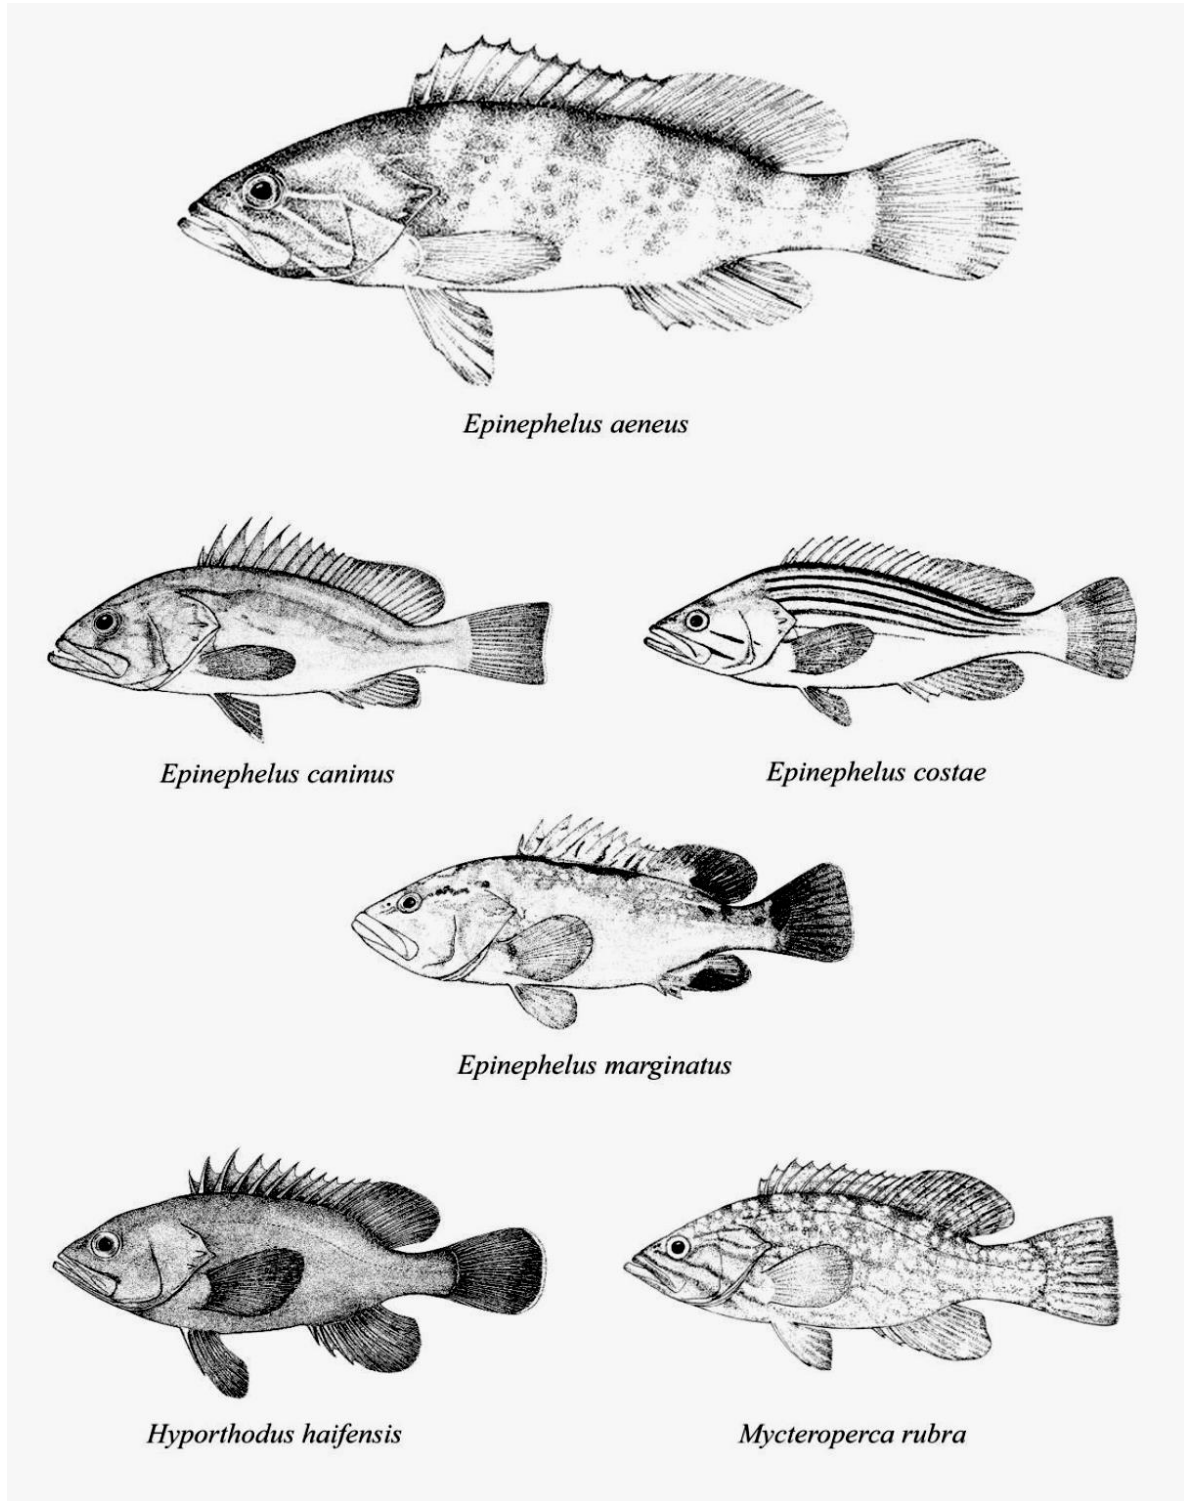 Epinephelus aeneus
Epinephelus caninus
Epinephelus costae
Epinephelus marginatus
Hyporthodus haifensis
Mycteroperca rubra